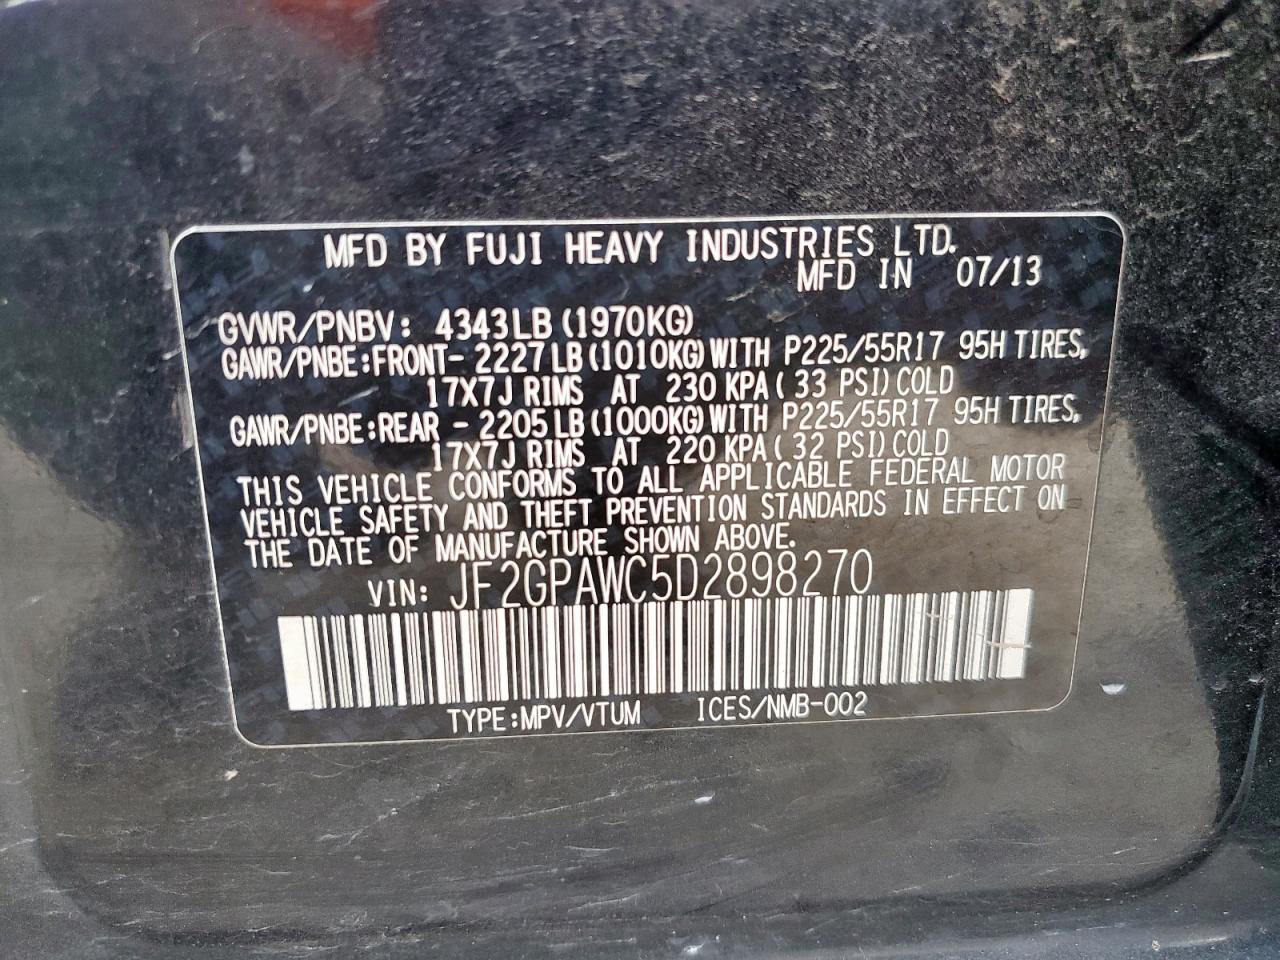 MFD BY FUJI HEAVY INDUSTRIES LTD.
MFD IN 07/13
GVWR/PNBV: 4343LB (1970KG)
GAWR/PNBE:FRONT- 2227LB (1010KG) WITH P225/55R17 95H TIRES,
17X7J RIMS AT 230 KPA ( 33 PSI) COLD
GAWR/PNBE:REAR - 2205LB (1000KG) WITH P225/55R17 95H TIRES,
17X7J RIMS AT 220 KPA ( 32 PSI) COLD
THIS VEHICLE CONFORMS TO ALL APPLICABLE FEDERAL MOTOR
VEHICLE SAFETY AND THEFT PREVENTION STANDARDS IN EFFECT ON
THE DATE OF MANUFACTURE SHOWN ABOVE.
VIN: JF2GPAWC5D2898270
TYPE:MPV/VTUM ICES/NMB-002